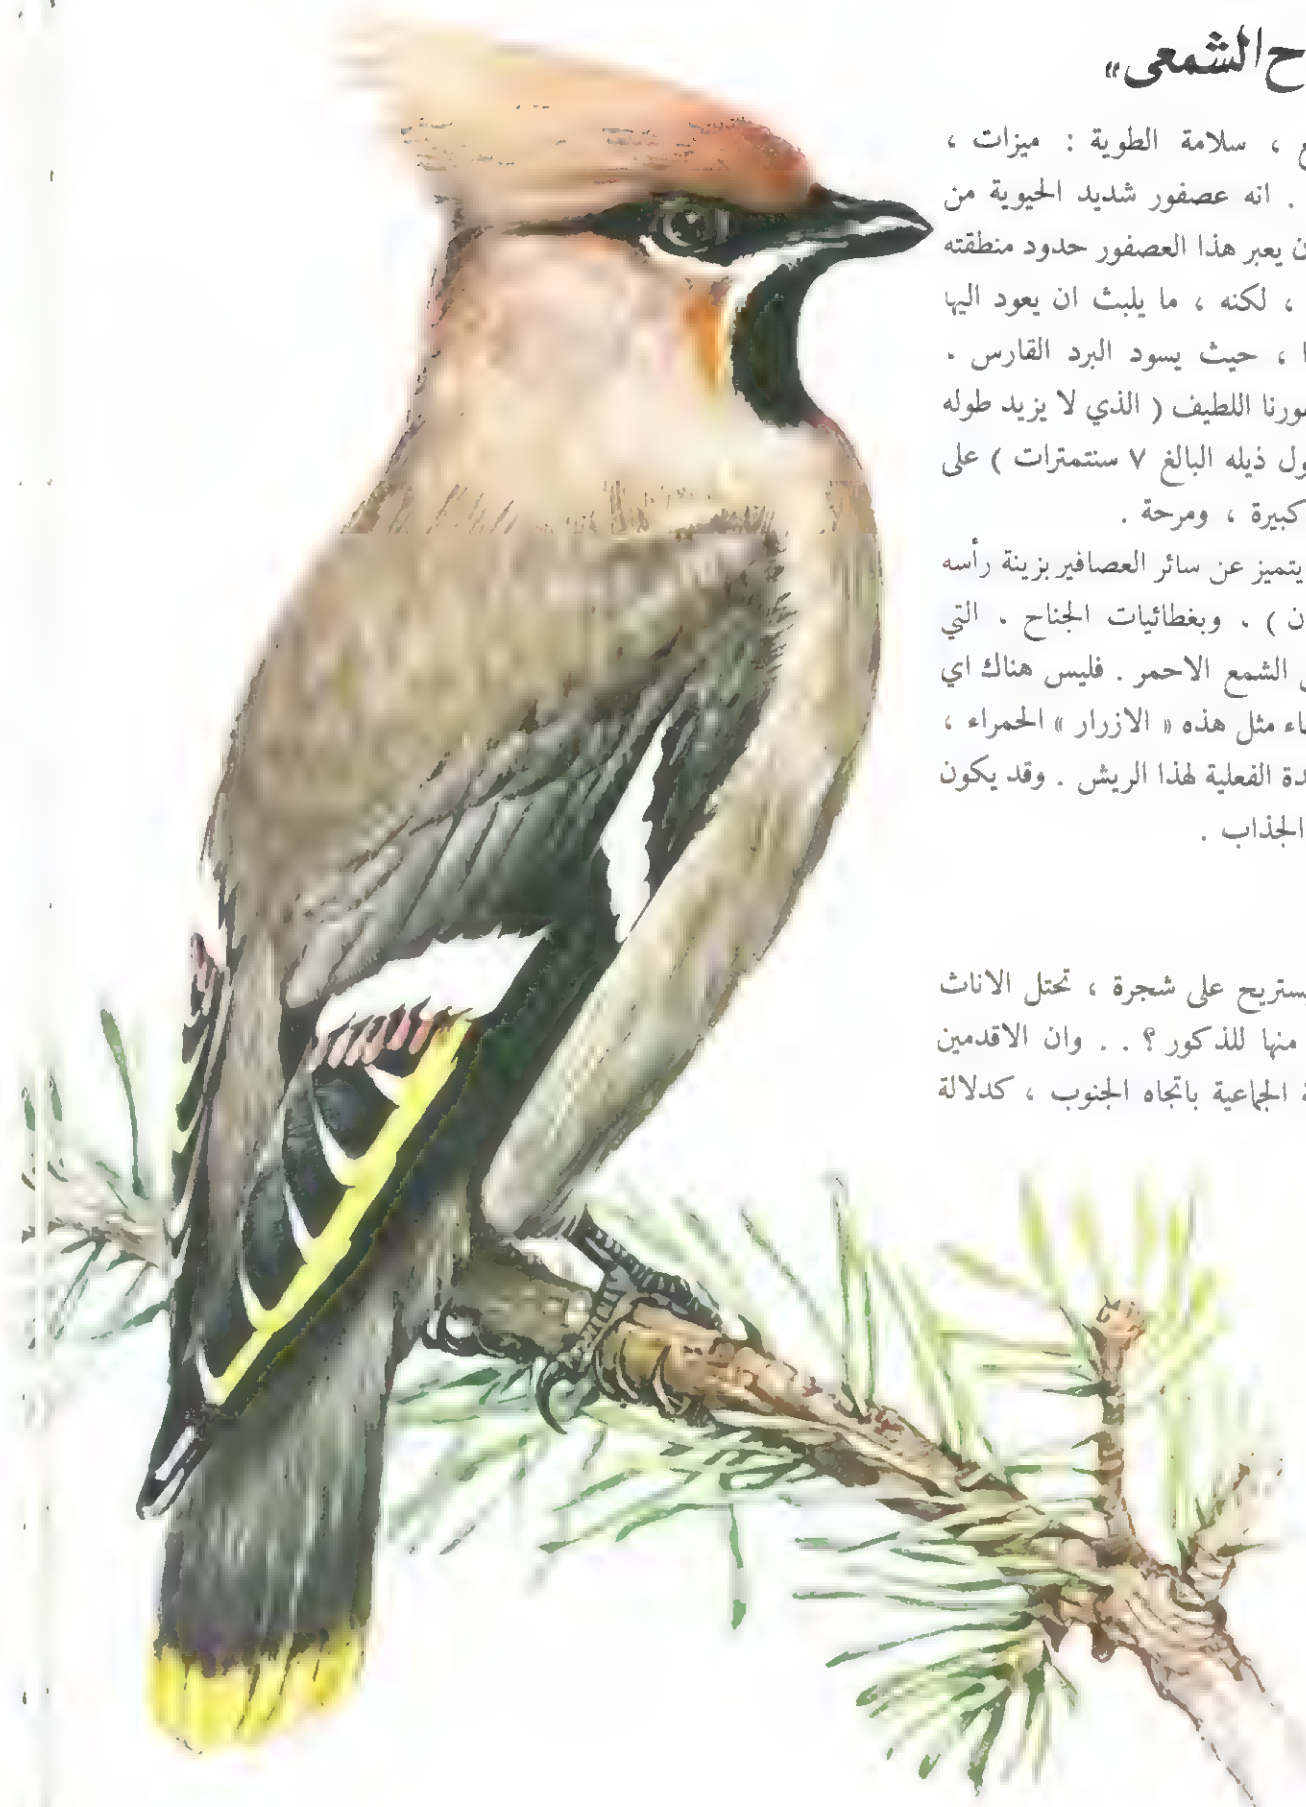 ح الشمعي»
ع ، سلامة الطوية : ميزات ،
. انه عصفور شديد الحيوية من
ن يعبر هذا العصفور حدود منطقته
، لكنه ، ما يلبث ان يعود اليها
ا ، حيث يسود البرد القارس .
ورنا اللطيف ( الذي لا يزيد طوله
ول ذيله البالغ ٧ سنتمترات ) على
كبيرة ، ومرحة .
يتميز عن سائر العصافير بزينة رأسه
ن ) . وبغطائيات الجناح . التي
الشمع الاحمر . فليس هناك اي
اء مثل هذه « الازرار » الحمراء ،
دة الفعلية لهذا الريش . وقد يكون
الجذاب .
يستريح على شجرة ، تحتل الاناث
منها للذكور ؟ . . وان الاقدمين
ة الجماعية باتجاه الجنوب ، كدلالة